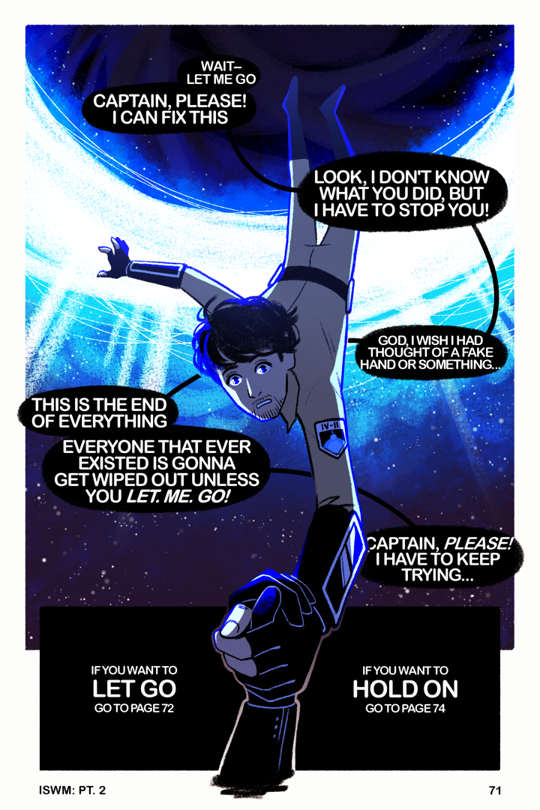 WAIT–
LET ME GO
CAPTAIN, PLEASE!
I CAN FIX THIS
LOOK, I DON'T KNOW
WHAT YOU DID, BUT
I HAVE TO STOP YOU!
GOD, I WISH I HAD
THOUGHT OF A FAKE
HAND OR SOMETHING...
THIS IS THE END
OF EVERYTHING
EVERYONE THAT EVER
EXISTED IS GONNA
GET WIPED OUT UNLESS
YOU LET. ME. GO!
IV-II
CAPTAIN, PLEASE!
I HAVE TO KEEP
TRYING...
IF YOU WANT TO
LET GO
GO TO PAGE 72
IF YOU WANT TO
HOLD ON
GO TO PAGE 74
ISWM: PT. 2
71